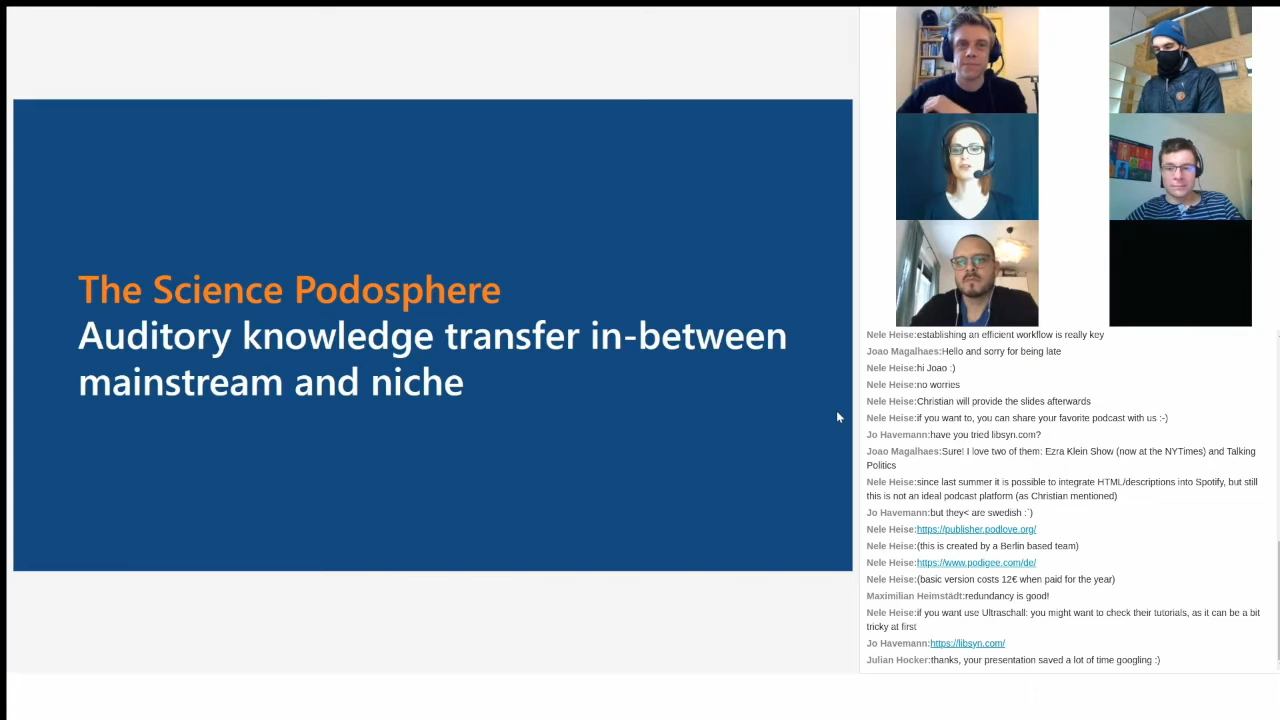 The Science Podosphere
Auditory knowledge transfer in-between
mainstream and niche
Nele Heise:establishing an efficient workflow is really key
Joao Magalhaes:Hello and sorry for being late
Nele Heise:hi Joao :)
Nele Heise:no worries
Nele Heise:Christian will provide the slides afterwards
Nele Heise:if you want to, you can share your favorite podcast with us :-)
Jo Havemann:have you tried libsyn.com?
Joao Magalhaes:Sure! I love two of them: Ezra Klein Show (now at the NYTimes) and Talking
Politics
Nele Heise:since last summer it is possible to integrate HTML/descriptions into Spotify, but still
this is not an ideal podcast platform (as Christian mentioned)
Jo Havemann:but they< are swedish :`)
Nele Heise:https://publisher.podlove.org/
Nele Heise:(this is created by a Berlin based team)
Nele Heise:https://www.podigee.com/de/
Nele Heise:(basic version costs 12€ when paid for the year)
Maximilian Heimstädt:redundancy is good!
Nele Heise:if you want use Ultraschall: you might want to check their tutorials, as it can be a bit
tricky at first
Jo Havemann:https://libsyn.com/
Julian Hocker:thanks, your presentation saved a lot of time googling :)